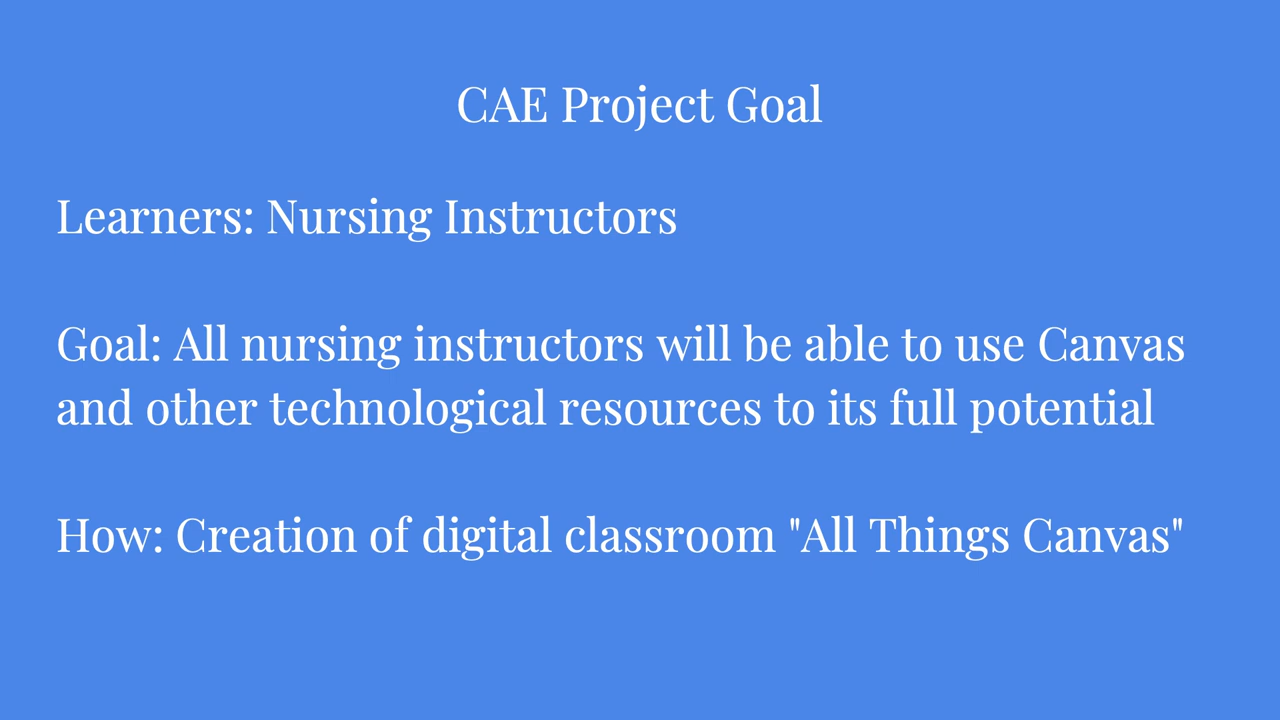 CAE Project Goal
Learners: Nursing Instructors
Goal: All nursing instructors will be able to use Canvas
and other technological resources to its full potential
How: Creation of digital classroom "All Things Canvas"